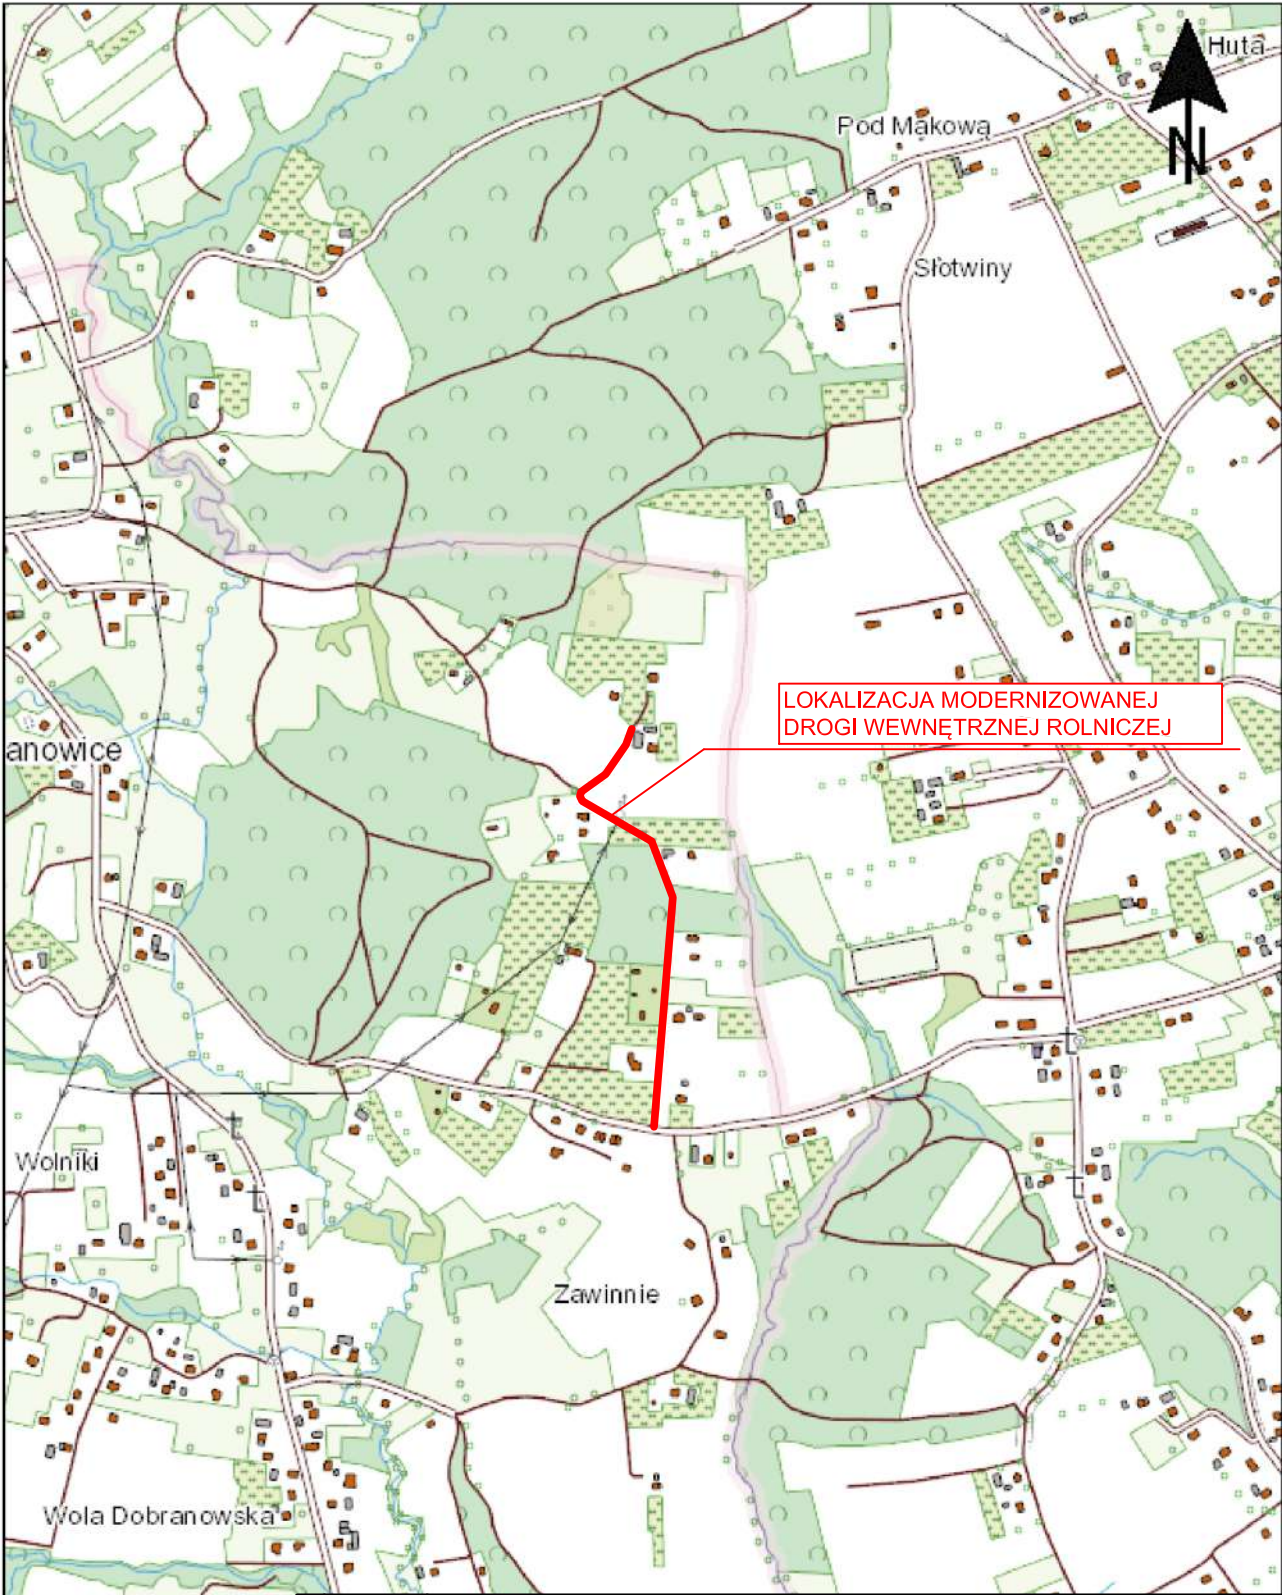 Huta
N
Pod Makową
Słotwiny
LOKALIZACJA MODERNIZOWANEJ
DROGI WEWNĘTRZNEJ ROLNICZEJ
anowice
Wolniki
Zawinnie
Wola Dobranowska